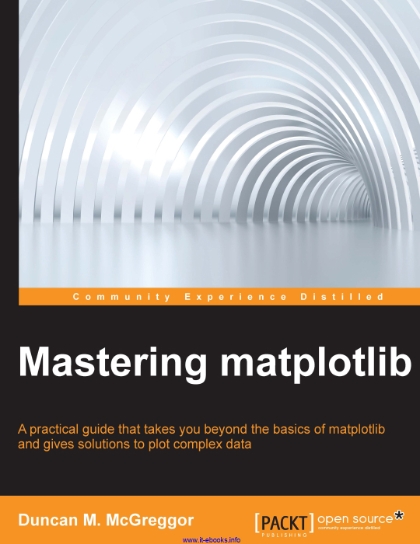 Community Experience Distilled
Mastering matplotlib
A practical guide that takes you beyond the basics of matplotlib
and gives solutions to plot complex data
Duncan M. McGreggor
[PACKT] open source*
PUBLISHING community experience distilled
www.it-ebooks.info